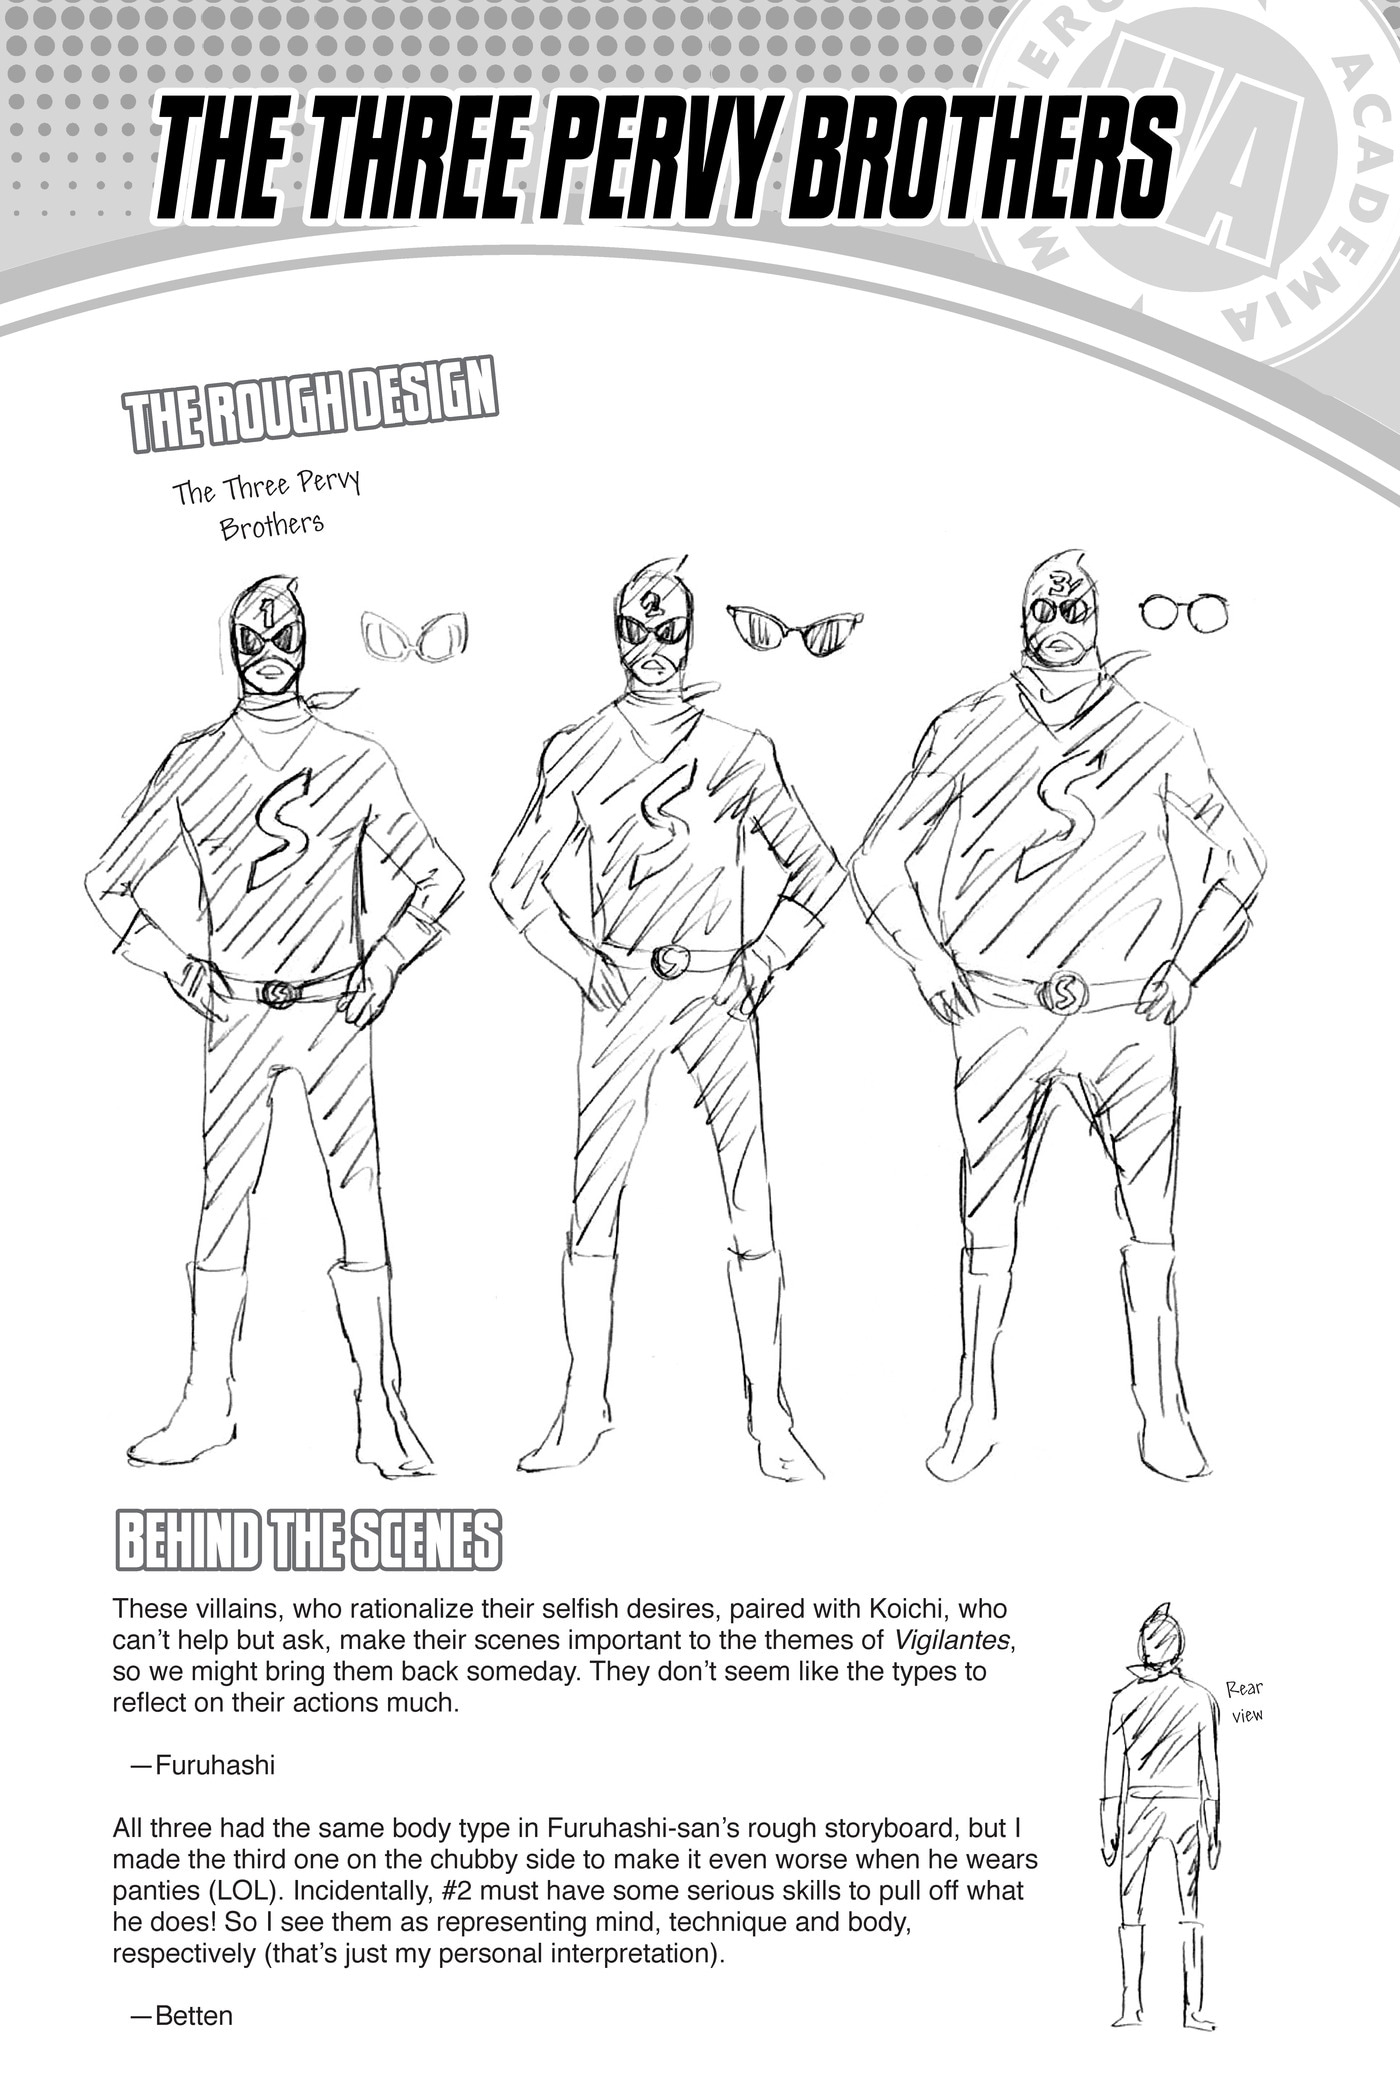 THE THREE PERVY BROTHERS
HERO ACADEMIA
HA
M
THE ROUGH DESIGN
The Three Pervy
Brothers
1
2
3
S
S
S
S
S
S
BEHIND THE SCENES
These villains, who rationalize their selfish desires, paired with Koichi, who
can't help but ask, make their scenes important to the themes of Vigilantes,
so we might bring them back someday. They don't seem like the types to
reflect on their actions much.
—Furuhashi
Rear
view
All three had the same body type in Furuhashi-san's rough storyboard, but I
made the third one on the chubby side to make it even worse when he wears
panties (LOL). Incidentally, #2 must have some serious skills to pull off what
he does! So I see them as representing mind, technique and body,
respectively (that's just my personal interpretation).
—Betten